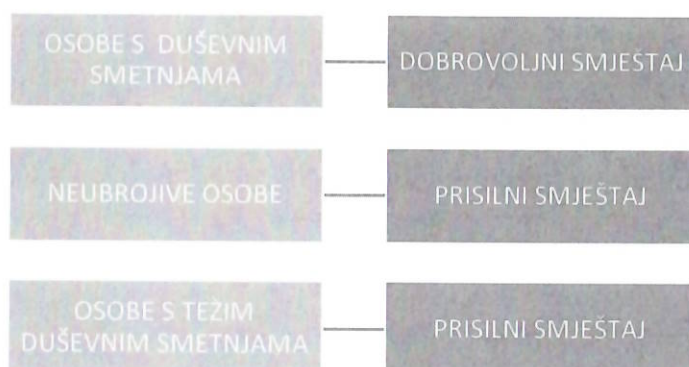 OSOBE S DUŠEVNIM
SMETNJAMA
DOBROVOLJNI SMJEŠTAJ
NEUBROJIVE OSOBE
PRISILNI SMJEŠTAJ
OSOBE S TEŽIM
DUŠEVNIM SMETNJAMA
PRISILNI SMJEŠTAJ